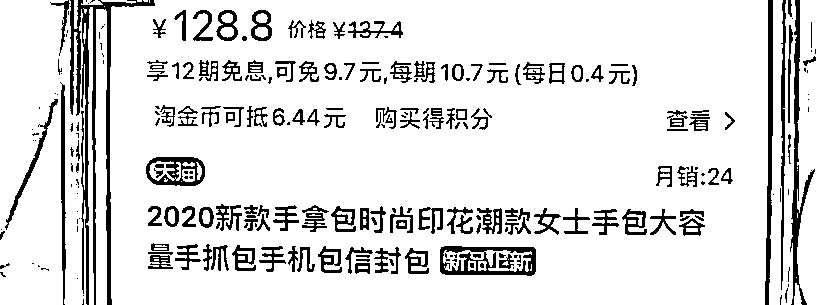 ¥128.8 价格 ¥137.4
享12期免息,可免9.7元,每期10.7元(每日0.4元)
淘金币可抵6.44元 购买得积分 查看 >
天猫 月销:24
2020新款手拿包时尚印花潮款女士手包大容
量手抓包手机包信封包 新品上新